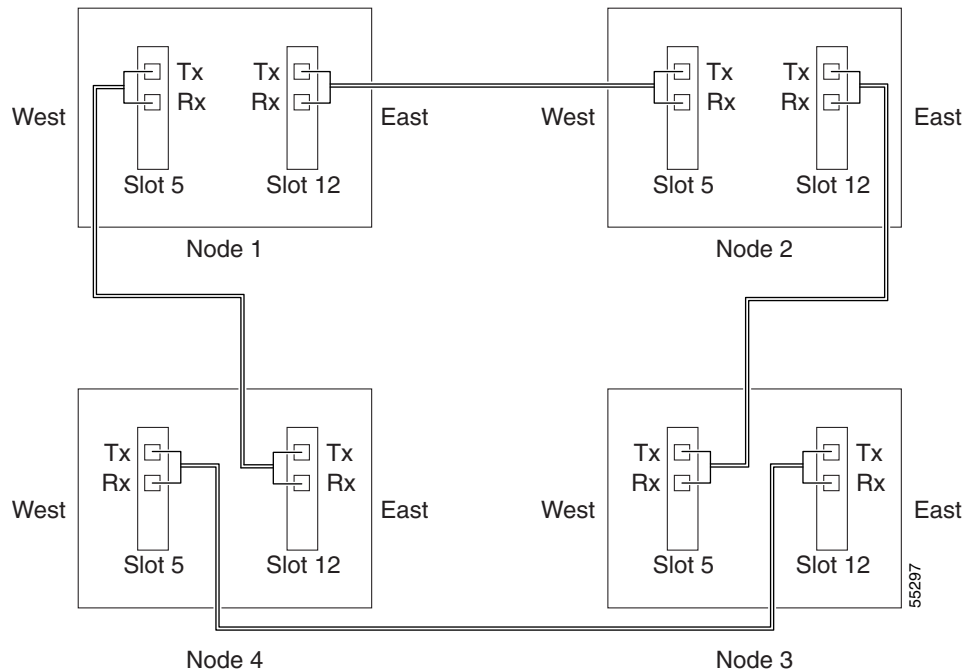 Tx Tx Tx Tx
Rx Rx Rx Rx
West East West East
Slot 5 Slot 12 Slot 5 Slot 12
Node 1 Node 2
Tx Tx Tx Tx
Rx Rx Rx Rx
West East West East
Slot 5 Slot 12 Slot 5 Slot 12
55297
Node 4 Node 3